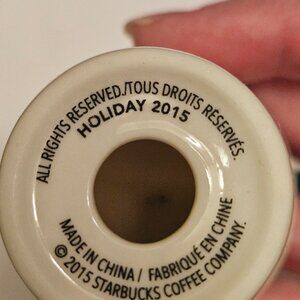 ALL RIGHTS RESERVED./TOUS DROITS RÉSERVÉS
HOLIDAY 2015
MADE IN CHINA / FABRIQUÉ EN CHINE
© 2015 STARBUCKS COFFEE COMPANY.